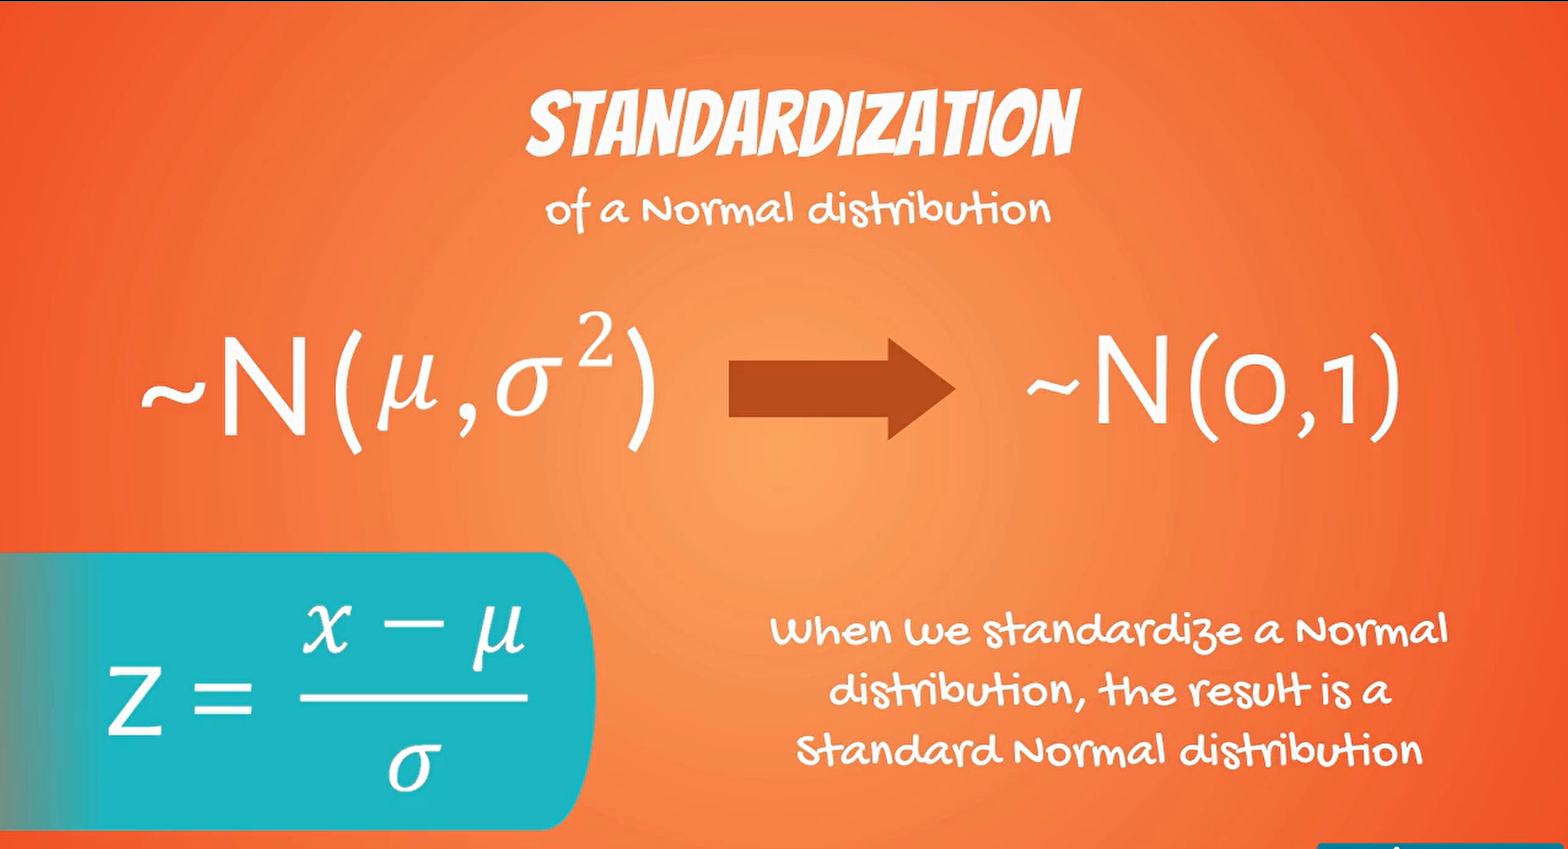 STANDARDIZATION
of a Normal distribution
~N(μ,σ²) ~N(0,1)
z = (x − μ) / σ
When we standardize a Normal
distribution, the result is a
Standard Normal distribution